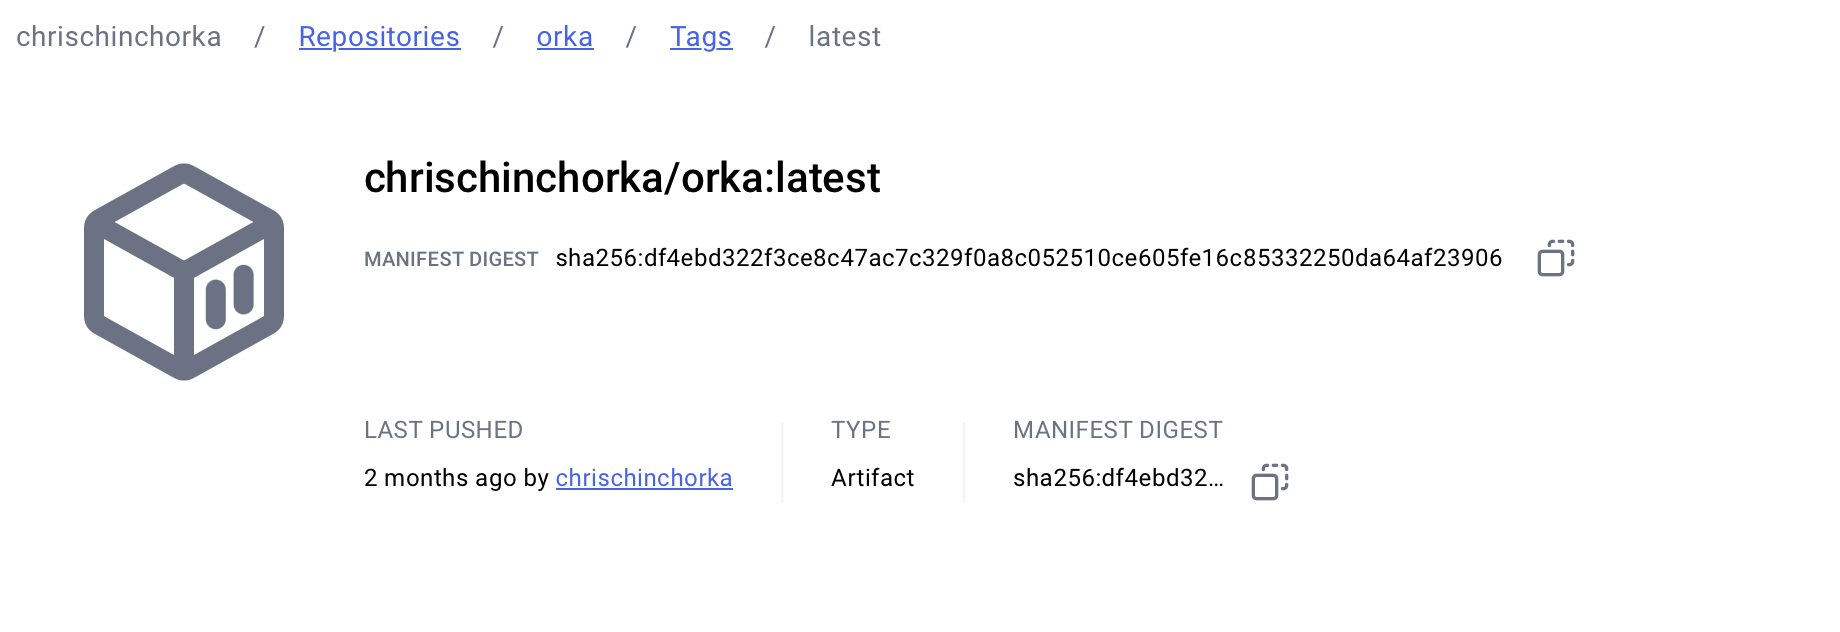 chrischinchorka / Repositories / orka / Tags / latest
chrischinchorka/orka:latest
MANIFEST DIGEST sha256:df4ebd322f3ce8c47ac7c329f0a8c052510ce605fe16c85332250da64af23906
LAST PUSHED
2 months ago by chrischinchorka
TYPE
Artifact
MANIFEST DIGEST
sha256:df4ebd32…